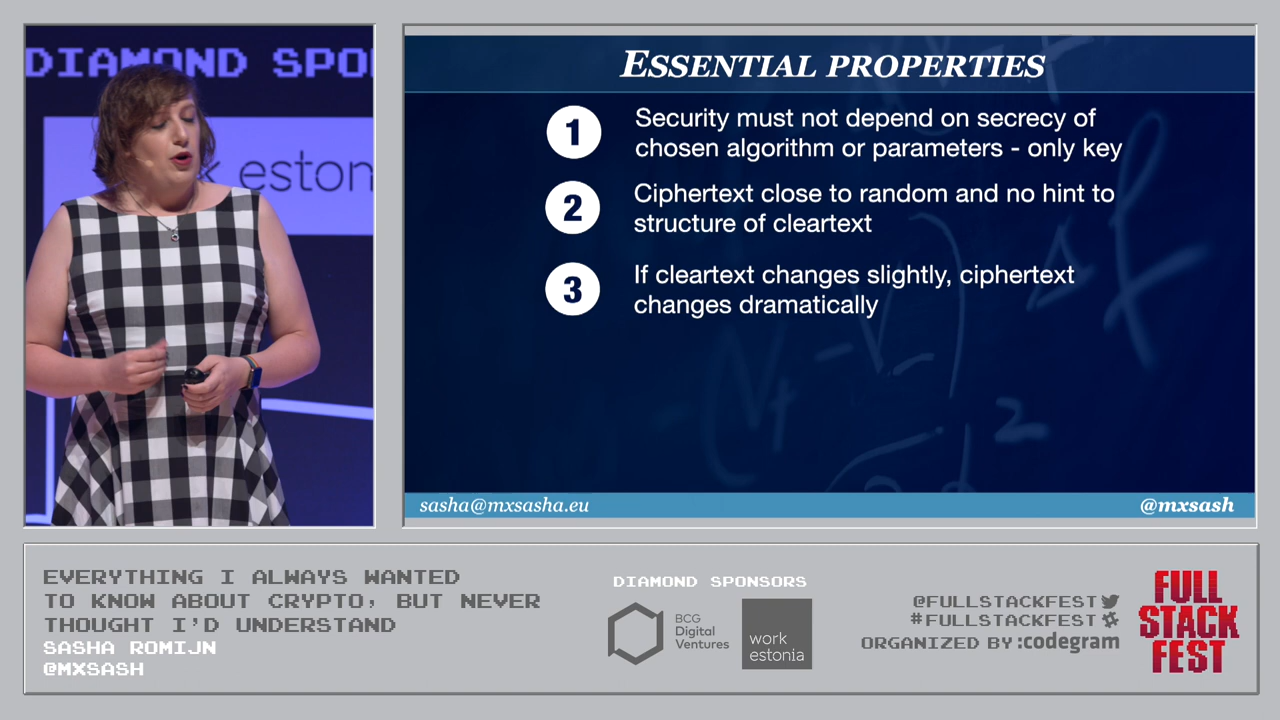 DIAMOND SPO
k eston
ESSENTIAL PROPERTIES
1
Security must not depend on secrecy of
chosen algorithm or parameters - only key
2
Ciphertext close to random and no hint to
structure of cleartext
3
If cleartext changes slightly, ciphertext
changes dramatically
sasha@mxsasha.eu
@mxsash
EVERYTHING I ALWAYS WANTED
TO KNOW ABOUT CRYPTO, BUT NEVER
THOUGHT I'D UNDERSTAND
SASHA ROMIJN
@MXSASH
DIAMOND SPONSORS
BCG
Digital
Ventures
work
estonia
@FULLSTACKFEST
#FULLSTACKFEST
ORGANIZED BY :codegram
FULL
STACK
FEST